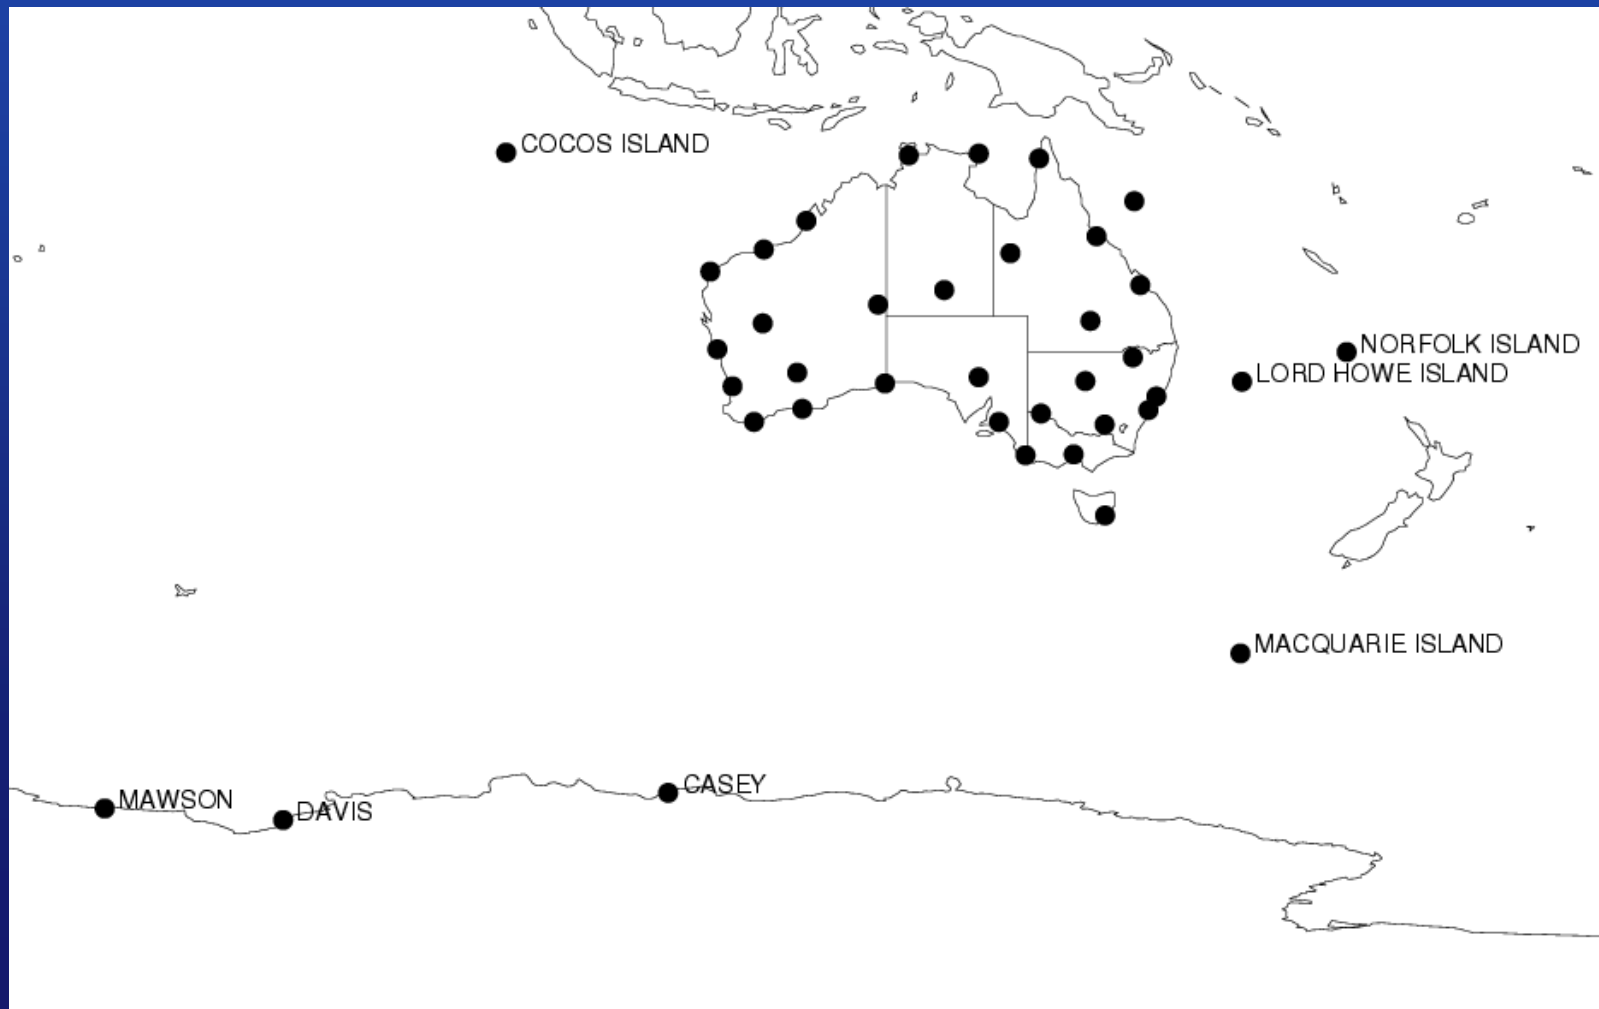 COCOS ISLAND
NORFOLK ISLAND
LORD HOWE ISLAND
MACQUARIE ISLAND
CASEY
MAWSON
DAVIS